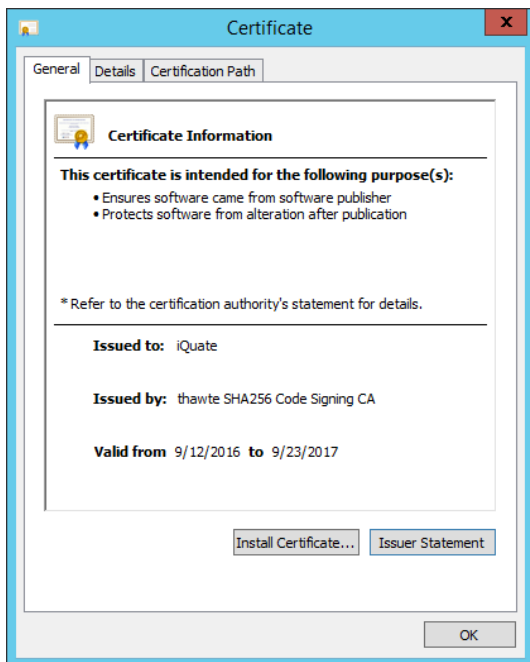 Certificate
x
General
Details
Certification Path
Certificate Information
This certificate is intended for the following purpose(s):
• Ensures software came from software publisher
• Protects software from alteration after publication
* Refer to the certification authority's statement for details.
Issued to: iQuate
Issued by: thawte SHA256 Code Signing CA
Valid from 9/12/2016 to 9/23/2017
Install Certificate...
Issuer Statement
OK